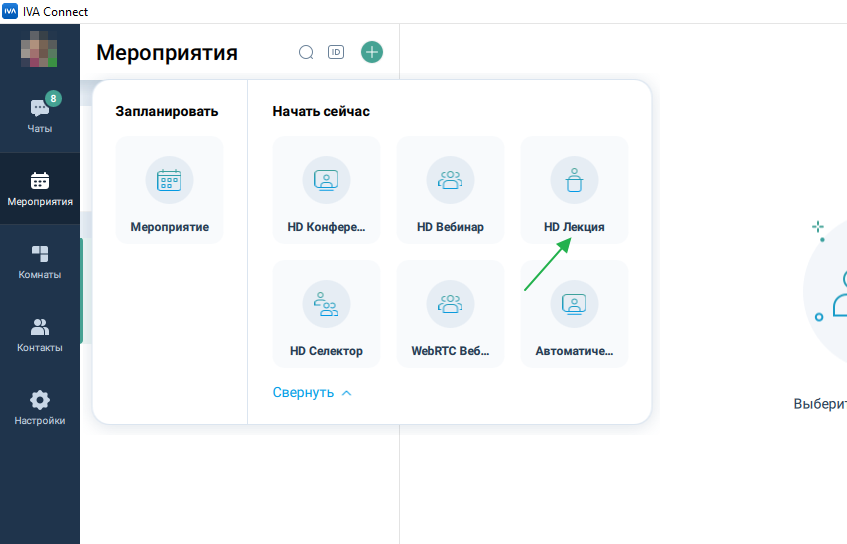 IVA IVA Connect
Мероприятия ID
8
Чаты
Мероприятия
Комнаты
Контакты
Настройки
Запланировать
Мероприятие
Начать сейчас
HD Конфере...
HD Вебинар
HD Лекция
HD Селектор
WebRTC Веб...
Автоматиче...
Свернуть
Выберит